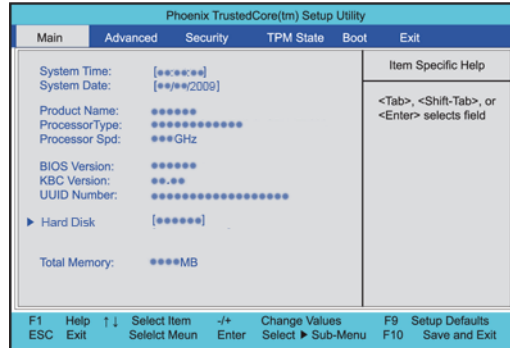 Phoenix TrustedCore(tm) Setup Utility
Main Advanced Security TPM State Boot Exit
Item Specific Help
<Tab>, <Shift-Tab>, or
<Enter> selects field
System Time: [●●:●●:●●]
System Date: [●●/●●/2009]
Product Name: ●●●●●●
ProcessorType: ●●●●●●●●●●●●
Processor Spd: ●●●GHz
BIOS Version: ●●●●●●
KBC Version: ●●.●●
UUID Number: ●●●●●●●●●●●●●●●●●●
▶ Hard Disk [●●●●●●]
Total Memory: ●●●●MB
F1 Help ↑↓ Select Item -/+ Change Values F9 Setup Defaults
ESC Exit Selelct Meun Enter Select ▶ Sub-Menu F10 Save and Exit